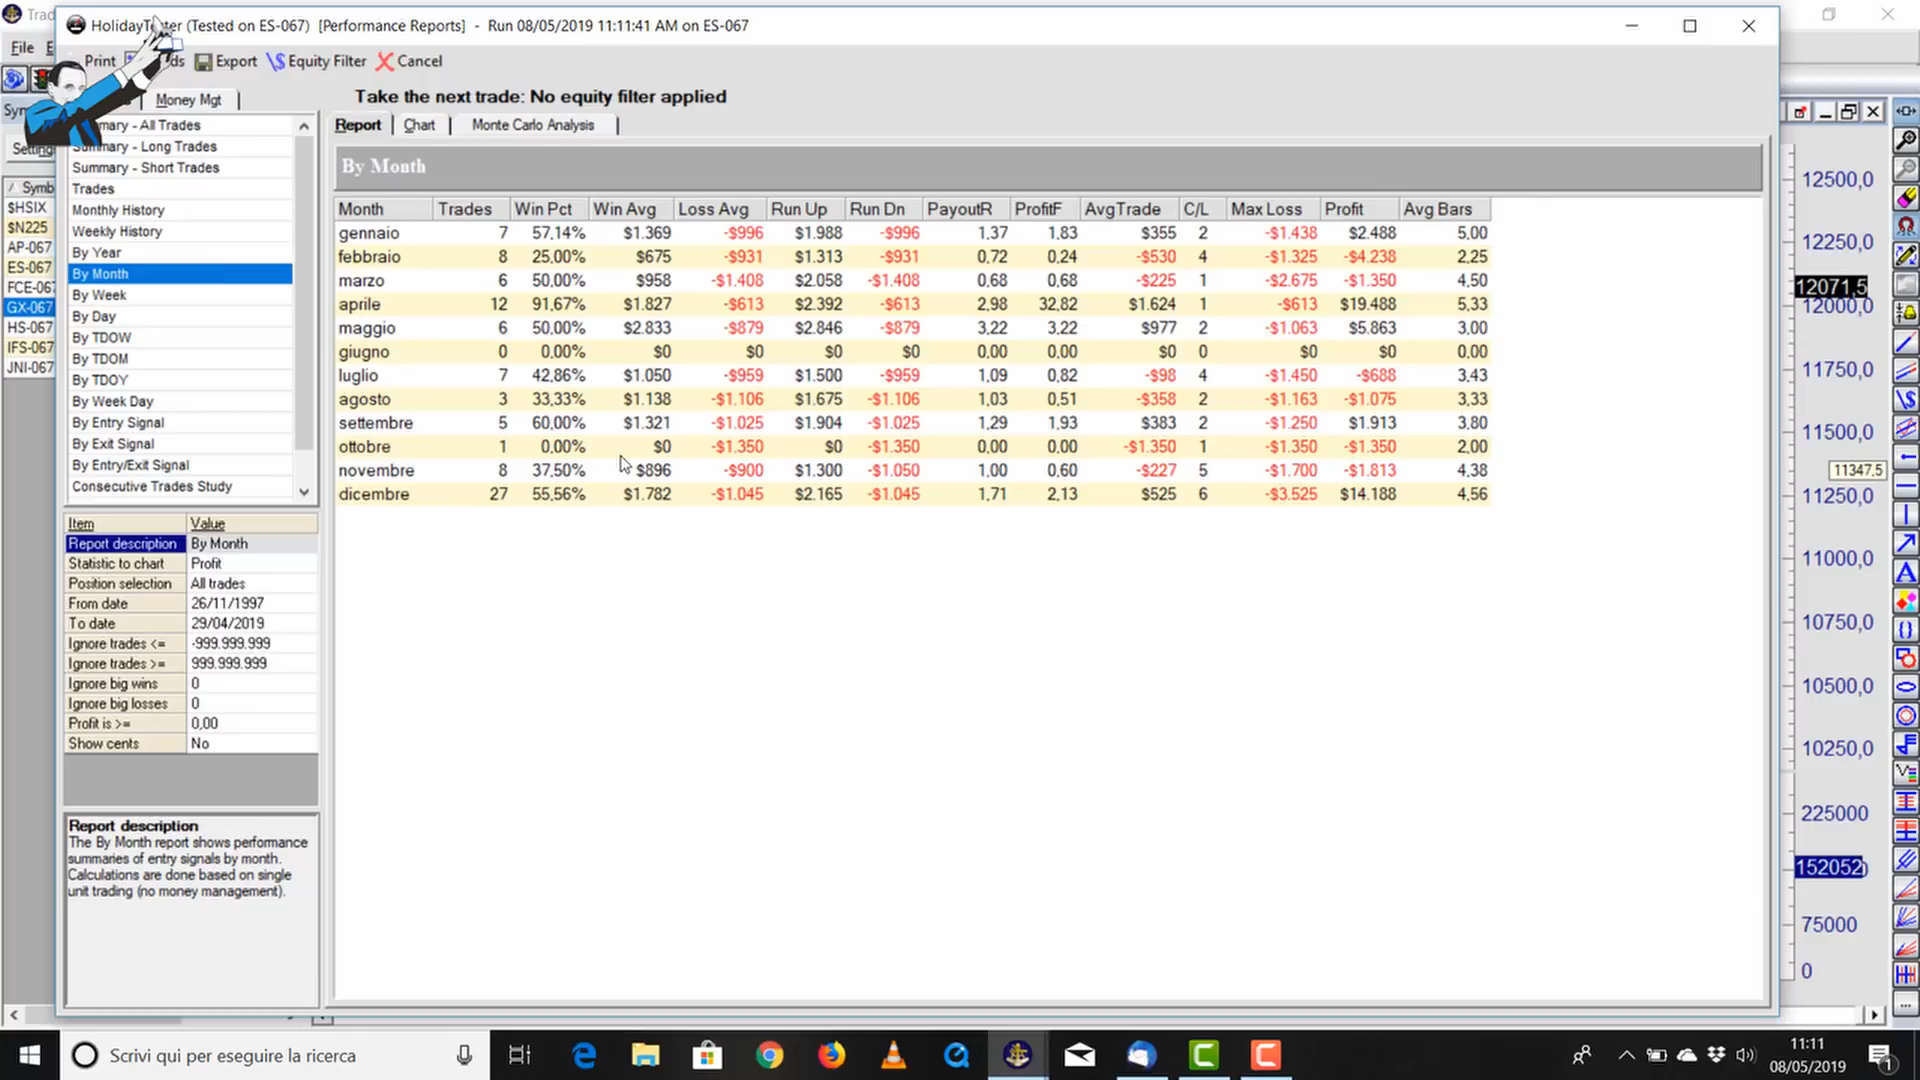 Trad
HolidayTester (Tested on ES-067) [Performance Reports] - Run 08/05/2019 11:11:41 AM on ES-067
File E
Print Export Equity Filter Cancel
Take the next trade: No equity filter applied
Money Mgt
Report Chart Monte Carlo Analysis
Summary - Long Trades
Summary - Short Trades
Trades
Monthly History
Weekly History
By Year
By Month
By Week
By Day
By TDOW
By TDOM
By TDOY
By Week Day
By Entry Signal
By Exit Signal
By Entry/Exit Signal
Consecutive Trades Study
Setting
Symb
$HSIX
$N225
AP-067
ES-067
FCE-067
GX-067
HS-067
IFS-067
JNI-067
By Month
Month Trades Win Pct Win Avg Loss Avg Run Up Run Dn PayoutR ProfitF AvgTrade C/L Max Loss Profit Avg Bars
gennaio 7 57,14% $1.369 -$996 $1.988 -$996 1,37 1,83 $355 2 -$1.438 $2.488 5,00
febbraio 8 25,00% $675 -$931 $1.313 -$931 0,72 0,24 -$530 4 -$1.325 -$4.238 2,25
marzo 6 50,00% $958 -$1.408 $2.058 -$1.408 0,68 0,68 -$225 1 -$2.675 -$1.350 4,50
aprile 12 91,67% $1.827 -$613 $2.392 -$613 2,98 32,82 $1.624 1 -$613 $19.488 5,33
maggio 6 50,00% $2.833 -$879 $2.846 -$879 3,22 3,22 $977 2 -$1.063 $5.863 3,00
giugno 0 0,00% $0 $0 $0 $0 0,00 0,00 $0 0 $0 $0 0,00
luglio 7 42,86% $1.050 -$959 $1.500 -$959 1,09 0,82 -$98 4 -$1.450 -$688 3,43
agosto 3 33,33% $1.138 -$1.106 $1.675 -$1.106 1,03 0,51 -$358 2 -$1.163 -$1.075 3,33
settembre 5 60,00% $1.321 -$1.025 $1.904 -$1.025 1,29 1,93 $383 2 -$1.250 $1.913 3,80
ottobre 1 0,00% $0 -$1.350 $0 -$1.350 0,00 0,00 -$1.350 1 -$1.350 -$1.350 2,00
novembre 8 37,50% $896 -$900 $1.300 -$1.050 1,00 0,60 -$227 5 -$1.700 -$1.813 4,38
dicembre 27 55,56% $1.782 -$1.045 $2.165 -$1.045 1,71 2,13 $525 6 -$3.525 $14.188 4,56
Item Value
Report description By Month
Statistic to chart Profit
Position selection All trades
From date 26/11/1997
To date 29/04/2019
Ignore trades <= -999.999.999
Ignore trades >= 999.999.999
Ignore big wins 0
Ignore big losses 0
Profit is >= 0,00
Show cents No
Report description
The By Month report shows performance
summaries of entry signals by month.
Calculations are done based on single
unit trading (no money management).
12500,0
12250,0
12071,5
12000,0
11750,0
11500,0
11347.5
11250,0
11000,0
10750,0
10500,0
10250,0
225000
152052
75000
0
Scrivi qui per eseguire la ricerca
11:11
08/05/2019
1